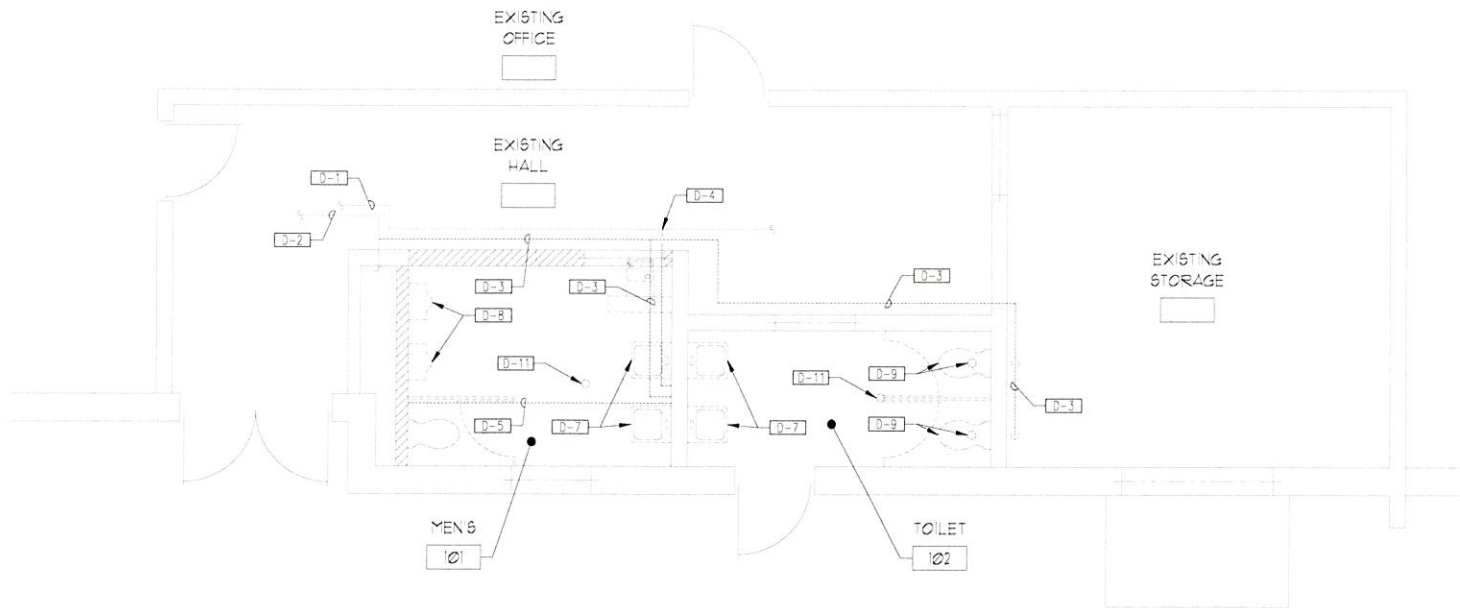 EXISTING
OFFICE
EXISTING
HALL
D-1
D-4
D-2
EXISTING
STORAGE
D-3
D-3
D-3
D-8
D-11
D-9
D-11
D-3
D-5
D-7
D-7
D-9
MEN'S
101
TOILET
102